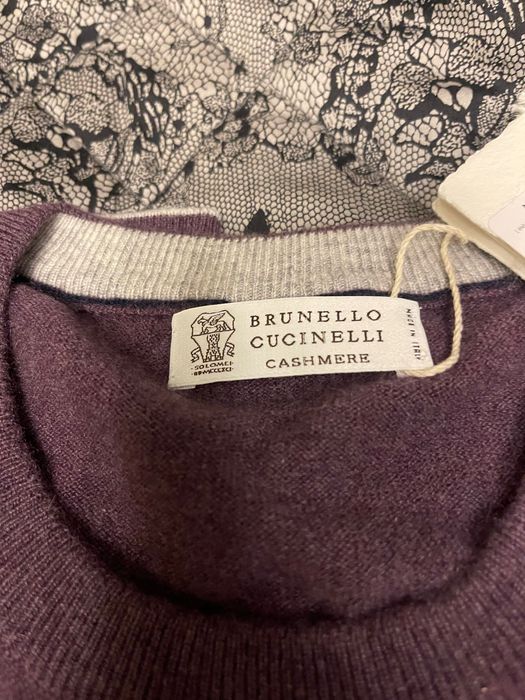 BRUNELLO
CUCINELLI
CASHMERE
SOLOMEO
MADE IN ITALY